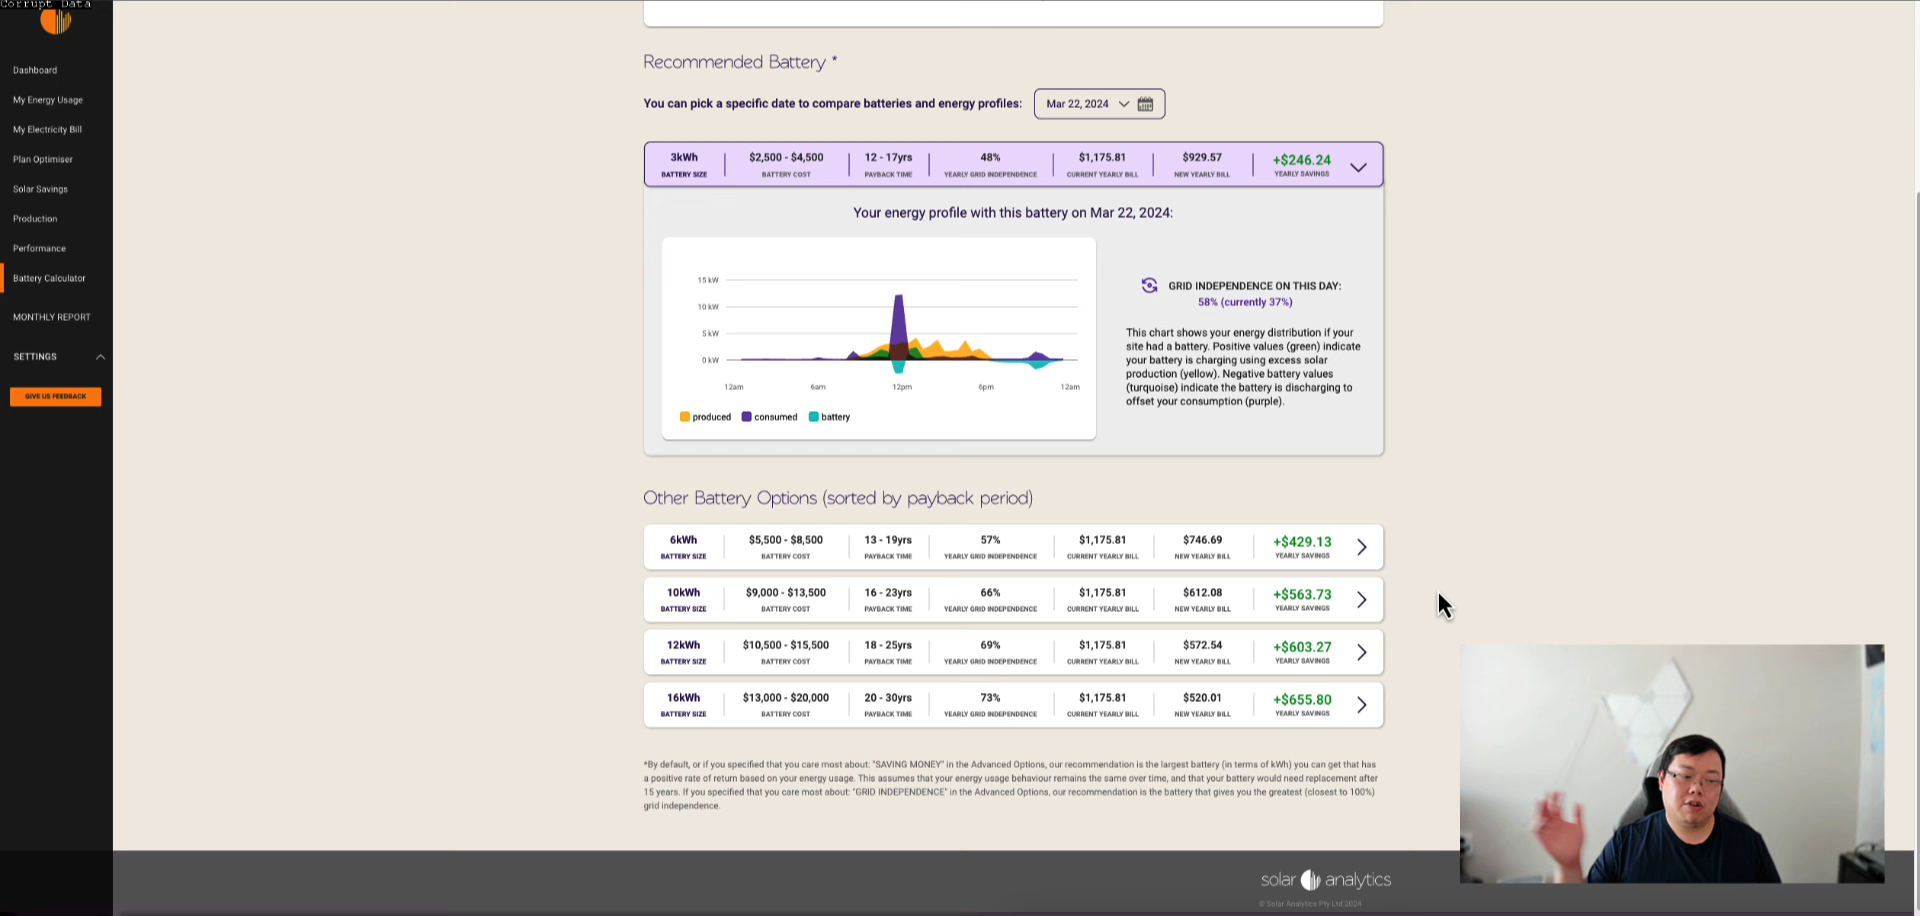 Corrupt Data
Dashboard
My Energy Usage
My Electricity Bill
Plan Optimiser
Solar Savings
Production
Performance
Battery Calculator
MONTHLY REPORT
SETTINGS
GIVE US FEEDBACK
Recommended Battery *
You can pick a specific date to compare batteries and energy profiles: Mar 22, 2024
3kWh $2,500 - $4,500 12 - 17yrs 48% $1,175.81 $929.57 +$246.24
BATTERY SIZE BATTERY COST PAYBACK TIME YEARLY GRID INDEPENDENCE CURRENT YEARLY BILL NEW YEARLY BILL YEARLY SAVINGS
Your energy profile with this battery on Mar 22, 2024:
15 kW
10 kW
5 kW
0 kW
12am 6am 12pm 6pm 12am
produced consumed battery
GRID INDEPENDENCE ON THIS DAY:
58% (currently 37%)
This chart shows your energy distribution if your
site had a battery. Positive values (green) indicate
your battery is charging using excess solar
production (yellow). Negative battery values
(turquoise) indicate the battery is discharging to
offset your consumption (purple).
Other Battery Options (sorted by payback period)
6kWh $5,500 - $8,500 13 - 19yrs 57% $1,175.81 $746.69 +$429.13
BATTERY SIZE BATTERY COST PAYBACK TIME YEARLY GRID INDEPENDENCE CURRENT YEARLY BILL NEW YEARLY BILL YEARLY SAVINGS
10kWh $9,000 - $13,500 16 - 23yrs 66% $1,175.81 $612.08 +$563.73
BATTERY SIZE BATTERY COST PAYBACK TIME YEARLY GRID INDEPENDENCE CURRENT YEARLY BILL NEW YEARLY BILL YEARLY SAVINGS
12kWh $10,500 - $15,500 18 - 25yrs 69% $1,175.81 $572.54 +$603.27
BATTERY SIZE BATTERY COST PAYBACK TIME YEARLY GRID INDEPENDENCE CURRENT YEARLY BILL NEW YEARLY BILL YEARLY SAVINGS
16kWh $13,000 - $20,000 20 - 30yrs 73% $1,175.81 $520.01 +$655.80
BATTERY SIZE BATTERY COST PAYBACK TIME YEARLY GRID INDEPENDENCE CURRENT YEARLY BILL NEW YEARLY BILL YEARLY SAVINGS
*By default, or if you specified that you care most about: "SAVING MONEY" in the Advanced Options, our recommendation is the largest battery (in terms of kWh) you can get that has
a positive rate of return based on your energy usage. This assumes that your energy usage behaviour remains the same over time, and that your battery would need replacement after
15 years. If you specified that you care most about: "GRID INDEPENDENCE" in the Advanced Options, our recommendation is the battery that gives you the greatest (closest to 100%)
grid independence.
solar analytics
© Solar Analytics Pty Ltd 2024